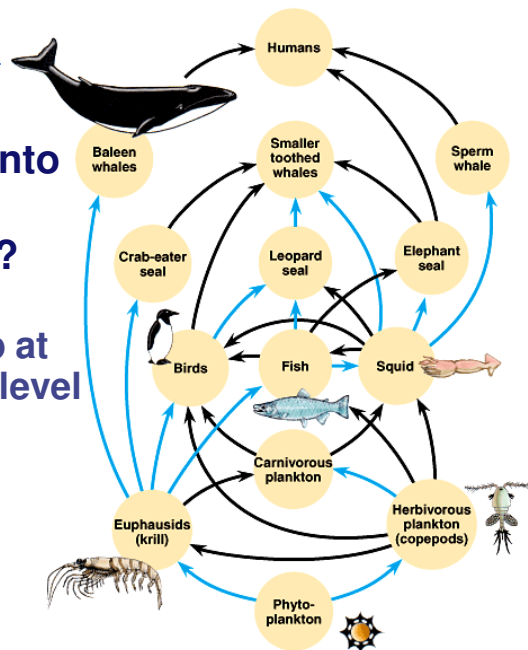 Humans
nto
Baleen
whales
Smaller
toothed
whales
Sperm
whale
?
Crab-eater
seal
Leopard
seal
Elephant
seal
o at
level
Birds
Fish
Squid
Carnivorous
plankton
Euphausids
(krill)
Herbivorous
plankton
(copepods)
Phyto-
plankton